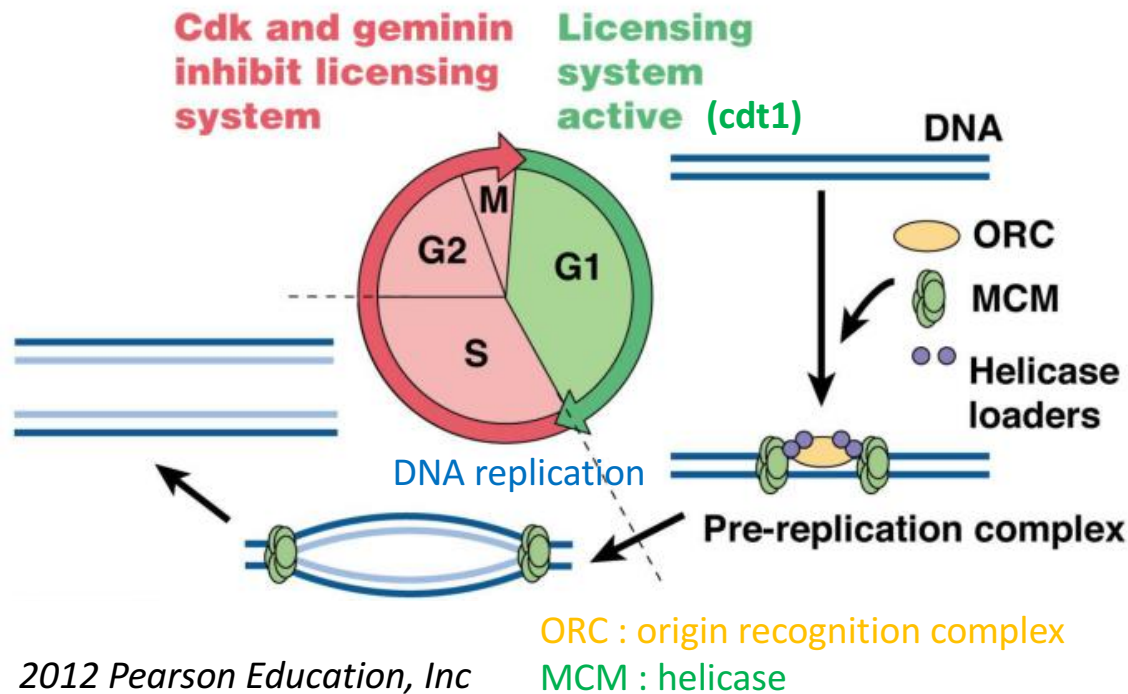 Cdk and geminin
inhibit licensing
system
Licensing
system
active (cdt1)
DNA
M
G2
G1
S
ORC
MCM
Helicase
loaders
DNA replication
Pre-replication complex
ORC : origin recognition complex
MCM : helicase
2012 Pearson Education, Inc